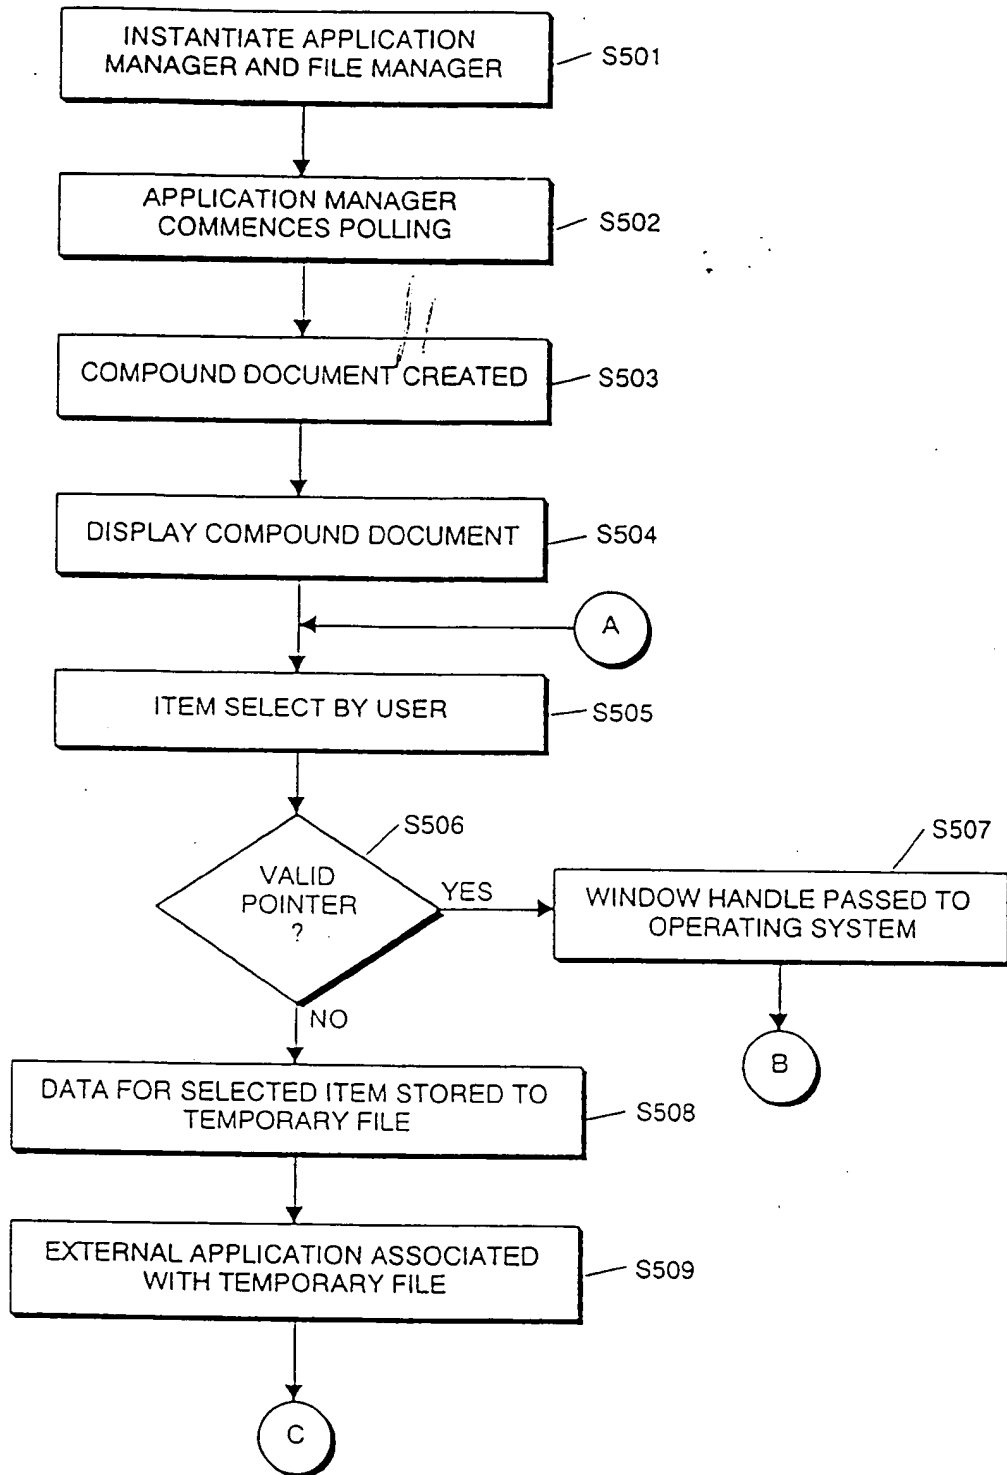 INSTANTIATE APPLICATION
MANAGER AND FILE MANAGER
S501
APPLICATION MANAGER
COMMENCES POLLING
S502
COMPOUND DOCUMENT CREATED
S503
DISPLAY COMPOUND DOCUMENT
S504
A
ITEM SELECT BY USER
S505
S506
VALID
POINTER
?
YES
NO
S507
WINDOW HANDLE PASSED TO
OPERATING SYSTEM
B
DATA FOR SELECTED ITEM STORED TO
TEMPORARY FILE
S508
EXTERNAL APPLICATION ASSOCIATED
WITH TEMPORARY FILE
S509
C